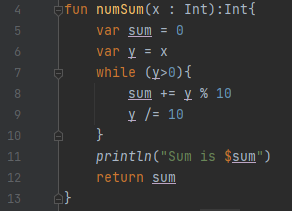 4 fun numSum(x : Int):Int{
5 var sum = 0
6 var y = x
7 while (y>0){
8 sum += y % 10
9 y /= 10
10 }
11 println("Sum is $sum")
12 return sum
13 }